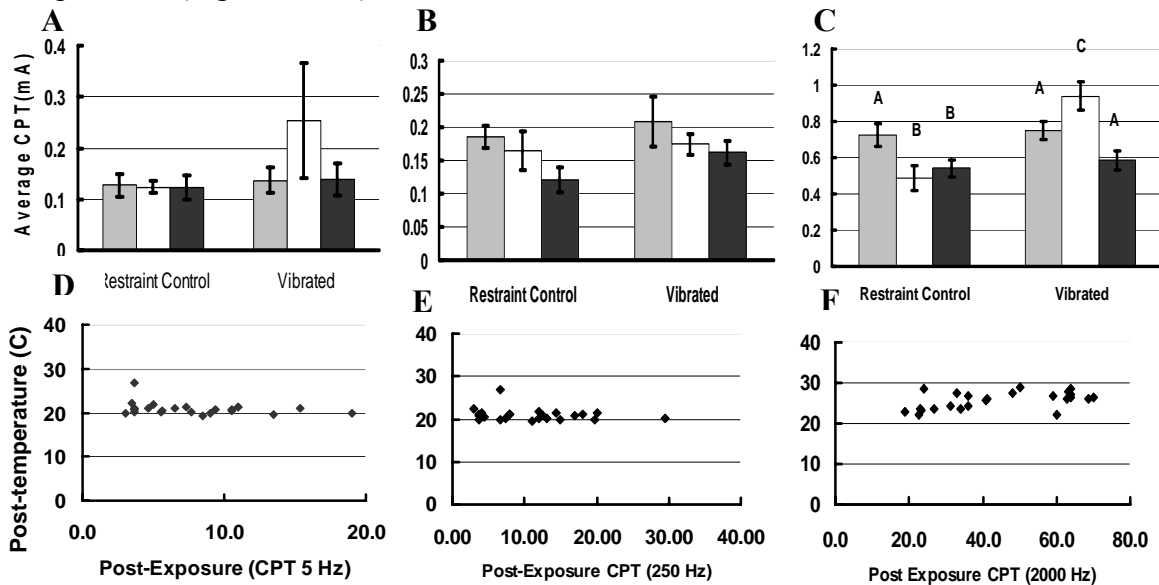 A
Average CPT(mA)
0.4
0.3
0.2
0.1
0
Restraint Control
Vibrated
B
0.3
0.25
0.2
0.15
0.1
0.05
0
Restraint Control
Vibrated
C
1.2
1
0.8
0.6
0.4
0.2
0
A
B
B
A
C
A
Restraint Control
Vibrated
D
Post-temperature (C)
40
30
20
10
0
0.0
10.0
20.0
Post-Exposure (CPT 5 Hz)
E
40
30
20
10
0
0.00
10.00
20.00
30.00
40.00
Post-Exposure CPT (250 Hz)
F
40
30
20
10
0
0.0
20.0
40.0
60.0
80.0
Post Exposure CPT (2000 Hz)